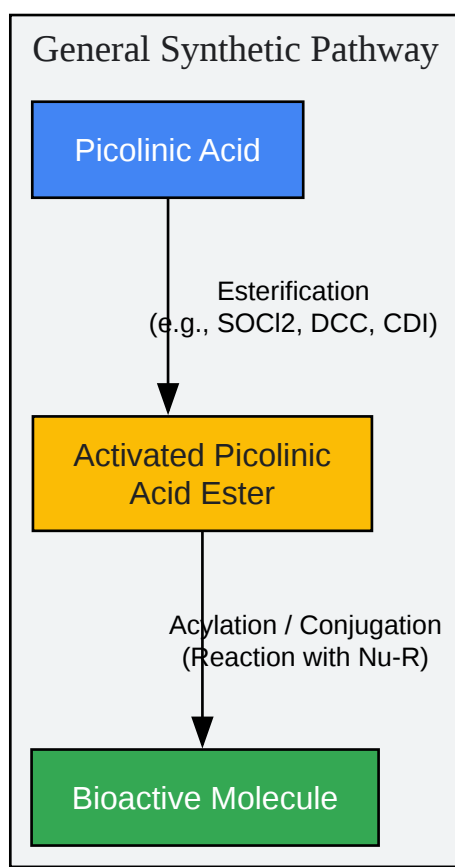 General Synthetic Pathway
Picolinic Acid
Esterification
(e.g., SOCl2, DCC, CDI)
Activated Picolinic
Acid Ester
Acylation / Conjugation
(Reaction with Nu-R)
Bioactive Molecule